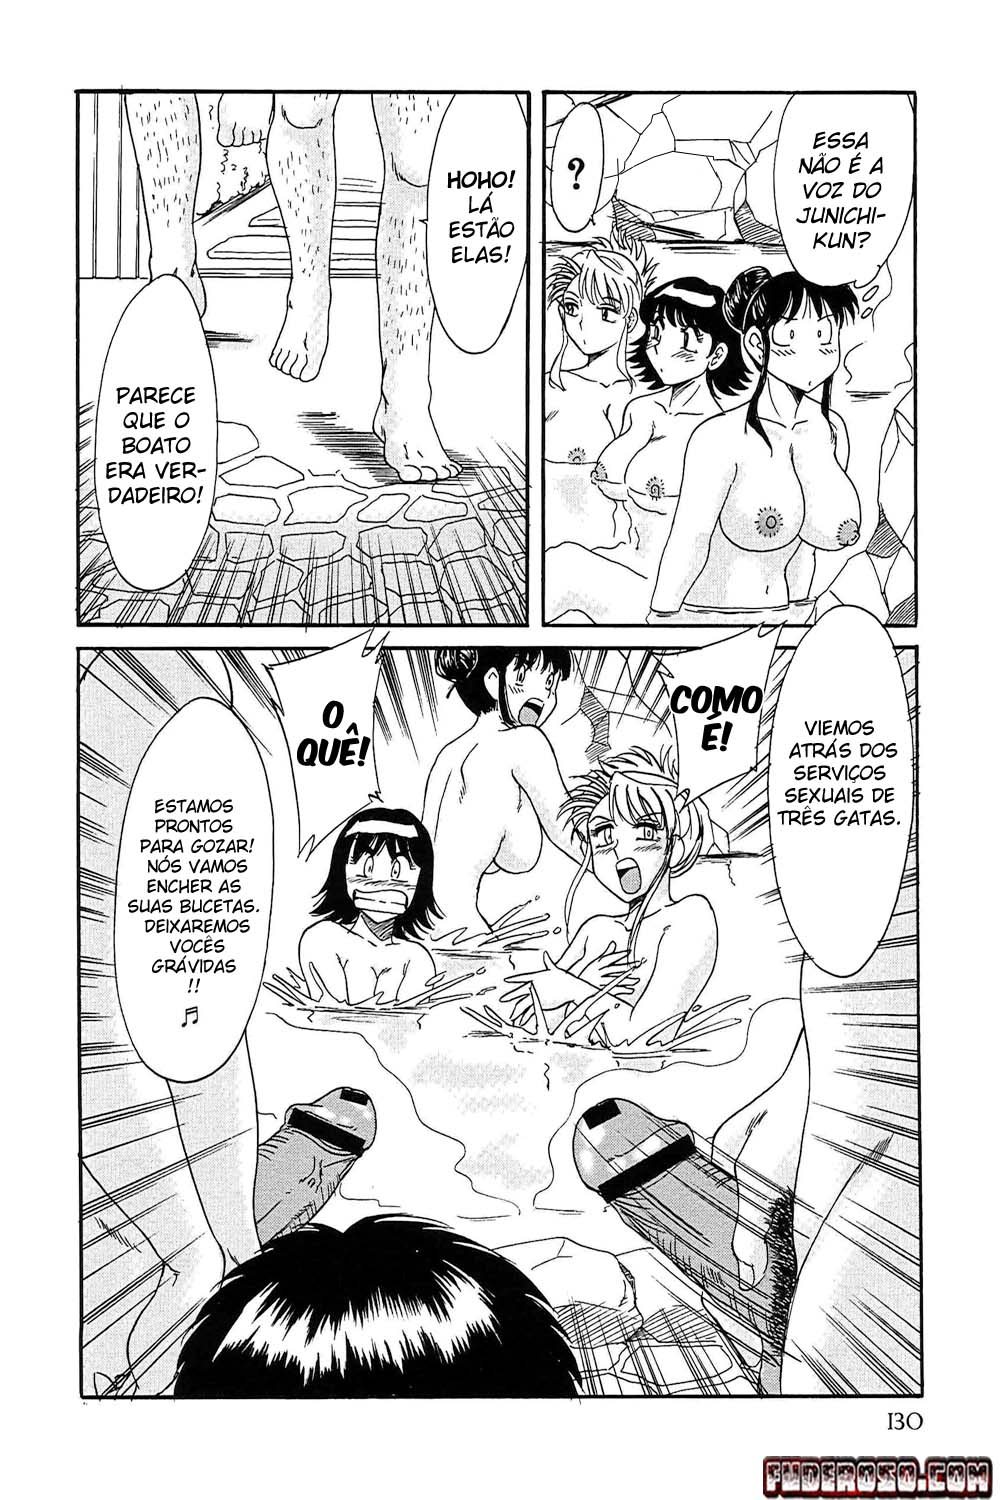 ESSA
NÃO É A
VOZ DO
JUNICHI-
KUN?
?
HOHO!
LÁ
ESTÃO
ELAS!
PARECE
QUE O
BOATO
ERA VER-
DADEIRO!
VIEMOS
ATRÁS DOS
SERVIÇOS
SEXUAIS DE
TRÊS GATAS.
COMO
É!
O
QUÊ!
ESTAMOS
PRONTOS
PARA GOZAR!
NÓS VAMOS
ENCHER AS
SUAS BUCETAS.
DEIXAREMOS
VOCÊS
GRÁVIDAS
!!
♫
130
FUDEROSO.COM